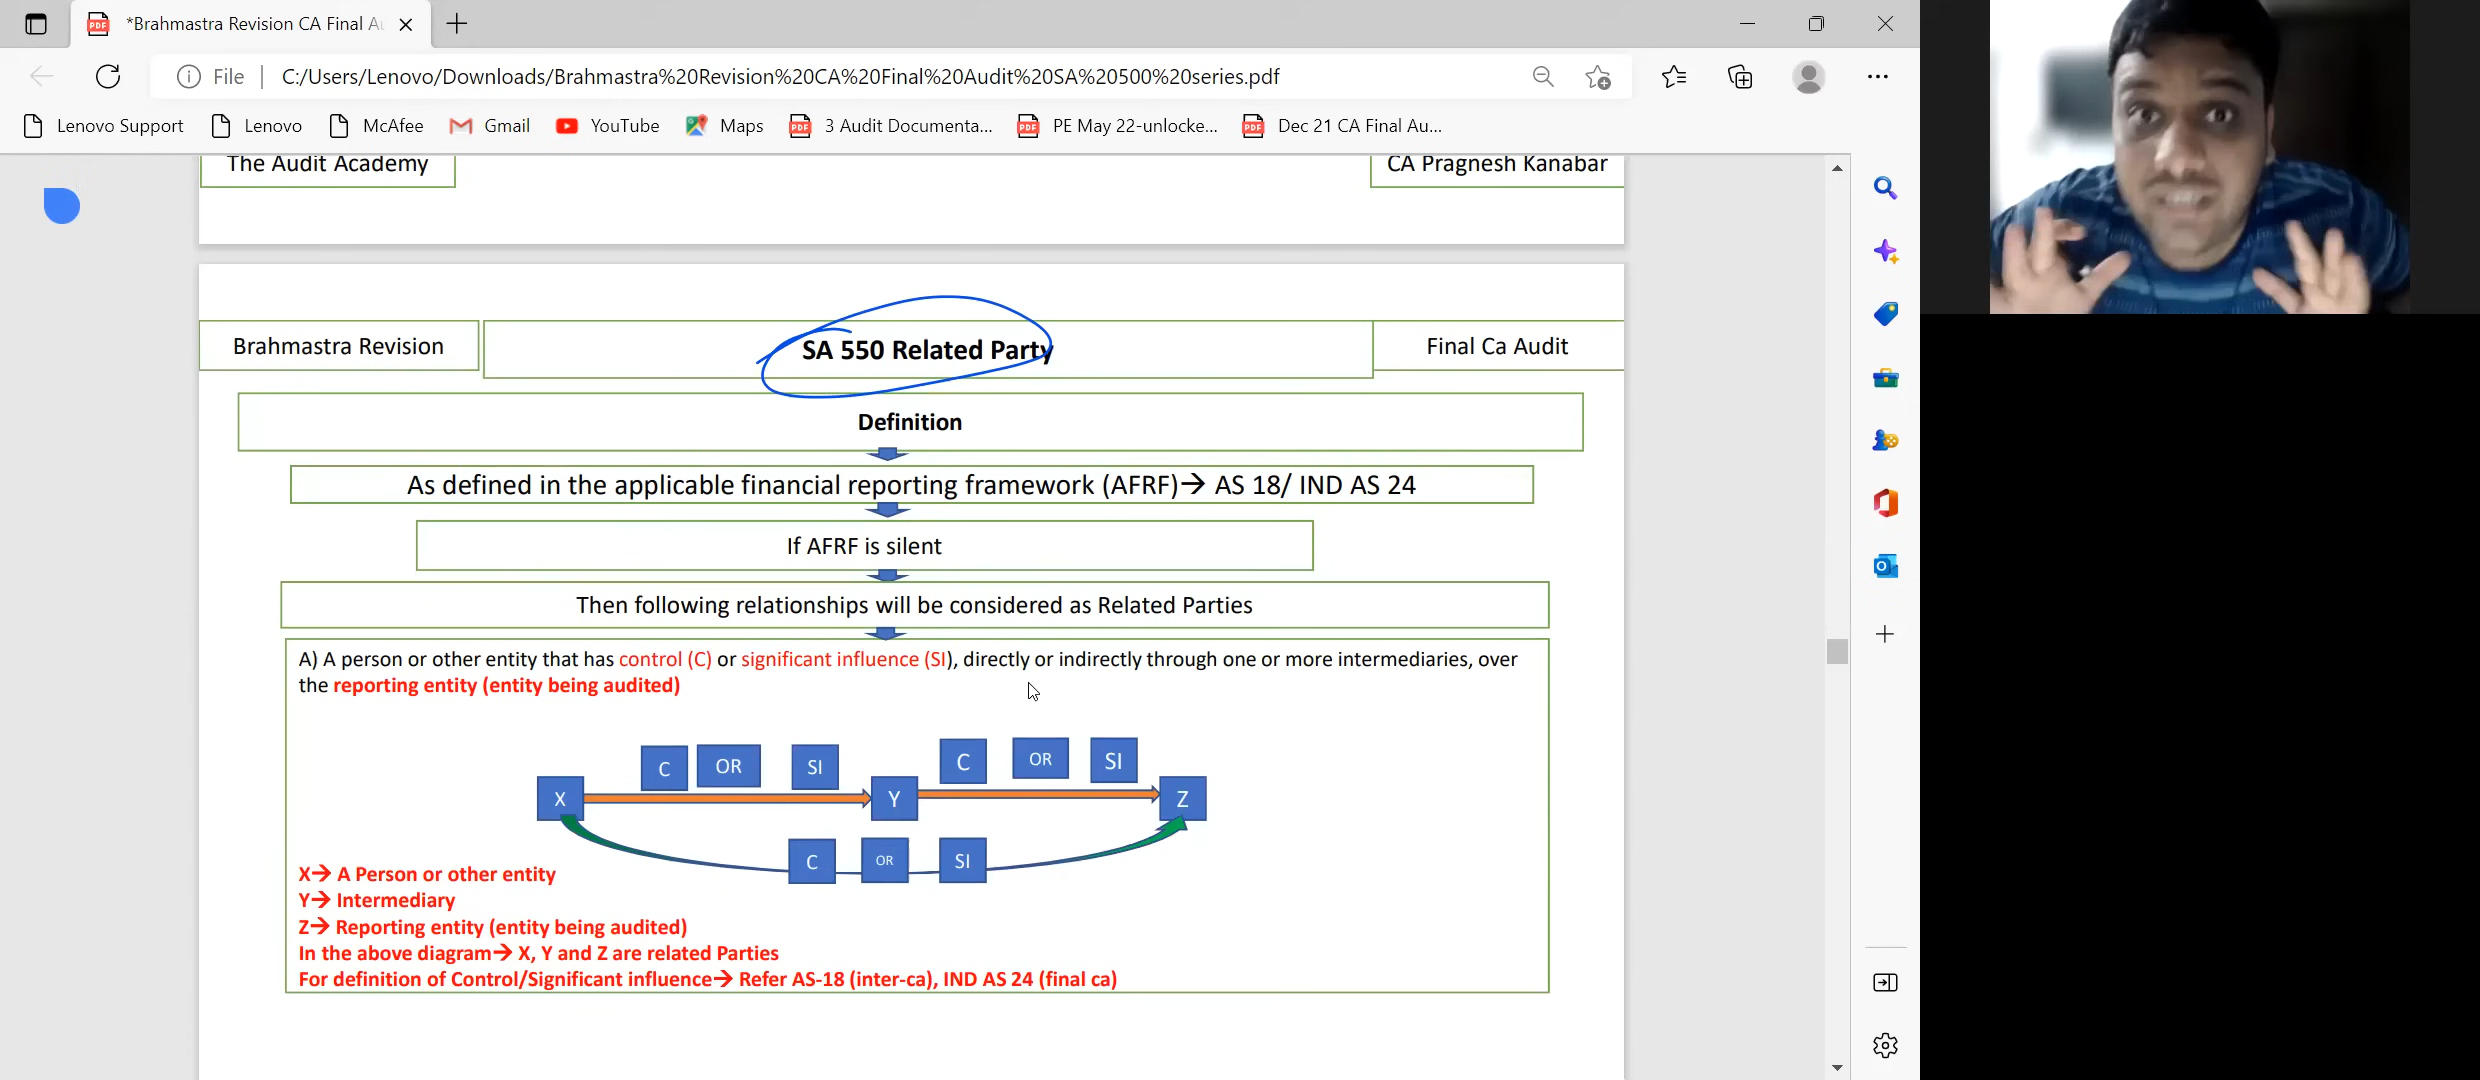 *Brahmastra Revision CA Final Au
File
C:/Users/Lenovo/Downloads/Brahmastra%20Revision%20CA%20Final%20Audit%20SA%20500%20series.pdf
Lenovo Support
Lenovo
McAfee
Gmail
YouTube
Maps
3 Audit Documenta...
PE May 22-unlocke...
Dec 21 CA Final Au...
The Audit Academy
CA Pragnesh Kanabar
Brahmastra Revision
SA 550 Related Party
Final Ca Audit
Definition
As defined in the applicable financial reporting framework (AFRF)→ AS 18/ IND AS 24
If AFRF is silent
Then following relationships will be considered as Related Parties
A) A person or other entity that has control (C) or significant influence (SI), directly or indirectly through one or more intermediaries, over
the reporting entity (entity being audited)
C OR SI
C OR SI
X
Y
Z
C OR SI
X→ A Person or other entity
Y→ Intermediary
Z→ Reporting entity (entity being audited)
In the above diagram→ X, Y and Z are related Parties
For definition of Control/Significant influence→ Refer AS-18 (inter-ca), IND AS 24 (final ca)